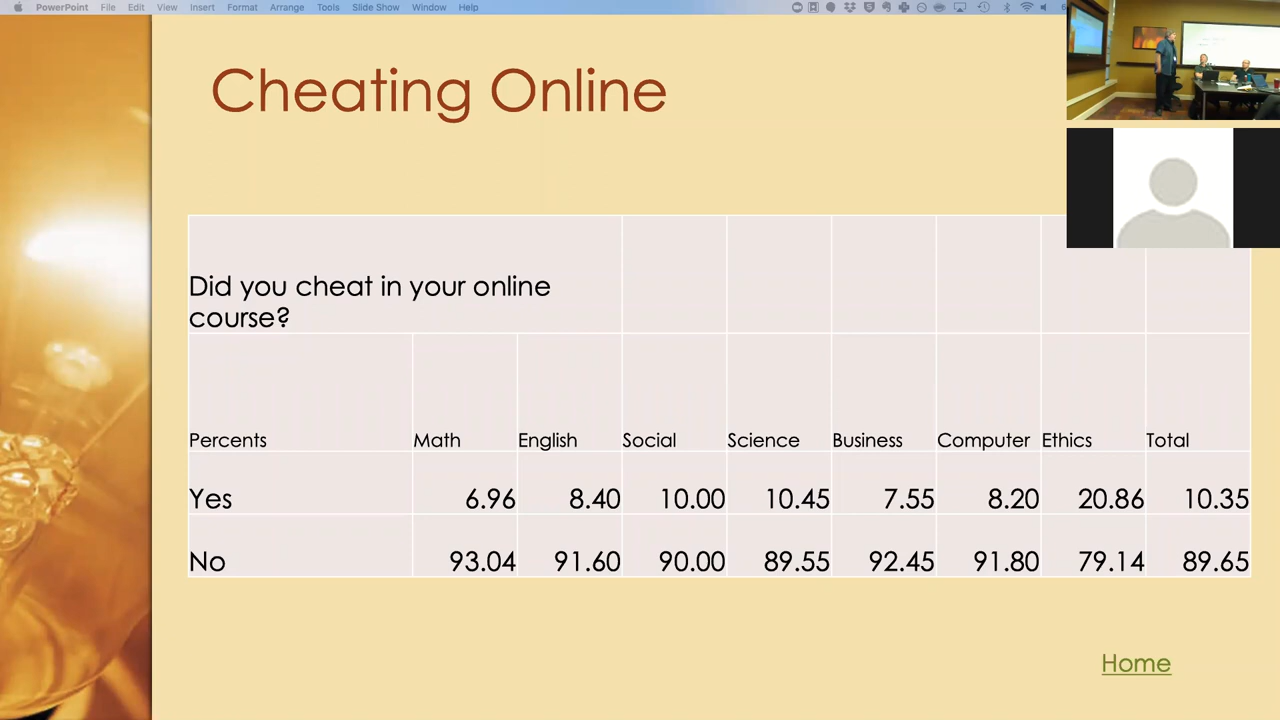 PowerPoint File Edit View Insert Format Arrange Tools Slide Show Window Help
Cheating Online
Did you cheat in your online
course?
Percents Math English Social Science Business Computer Ethics Total
Yes 6.96 8.40 10.00 10.45 7.55 8.20 20.86 10.35
No 93.04 91.60 90.00 89.55 92.45 91.80 79.14 89.65
Home